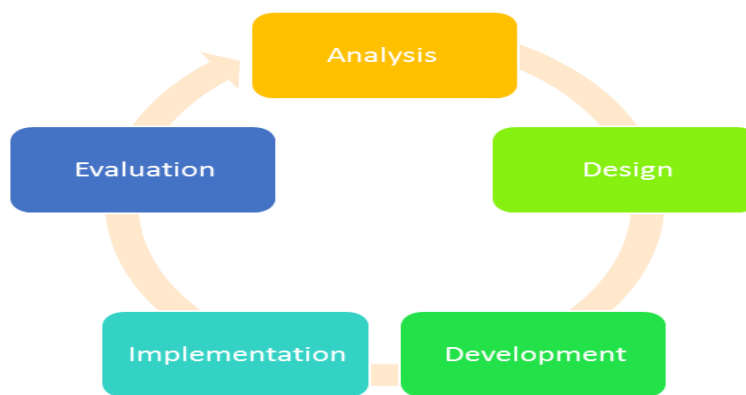 Analysis
Design
Development
Implementation
Evaluation